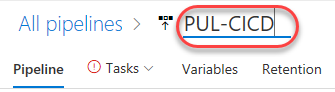 All pipelines > PUL-CICD
Pipeline Tasks Variables Retention